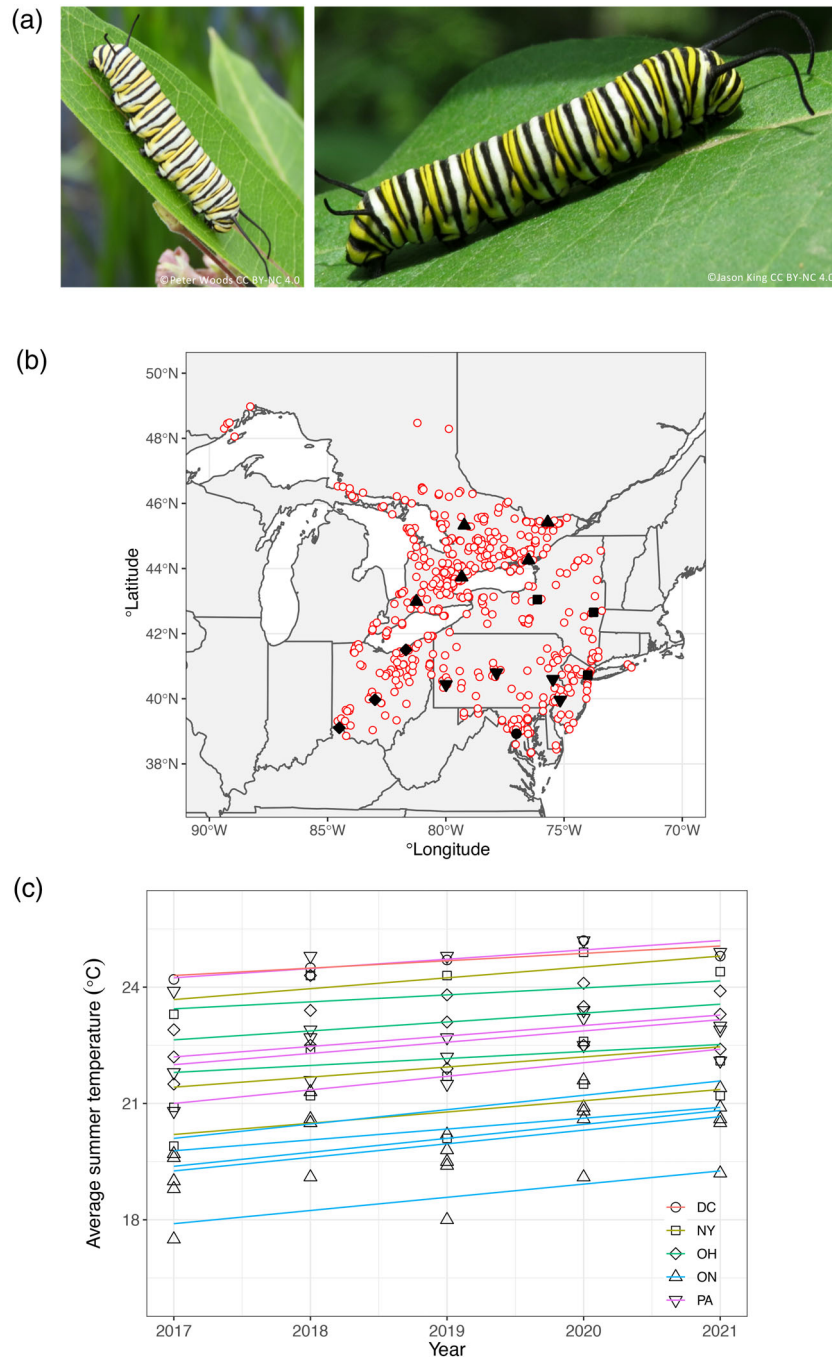 (a)
©Peter Woods CC BY-NC 4.0
©Jason King CC BY-NC 4.0
(b)
50°N
48°N
46°N
44°N
42°N
40°N
38°N
°Latitude
90°W 85°W 80°W 75°W 70°W
°Longitude
(c)
24
21
18
Average summer temperature (°C)
DC
NY
OH
ON
PA
2017 2018 2019 2020 2021
Year